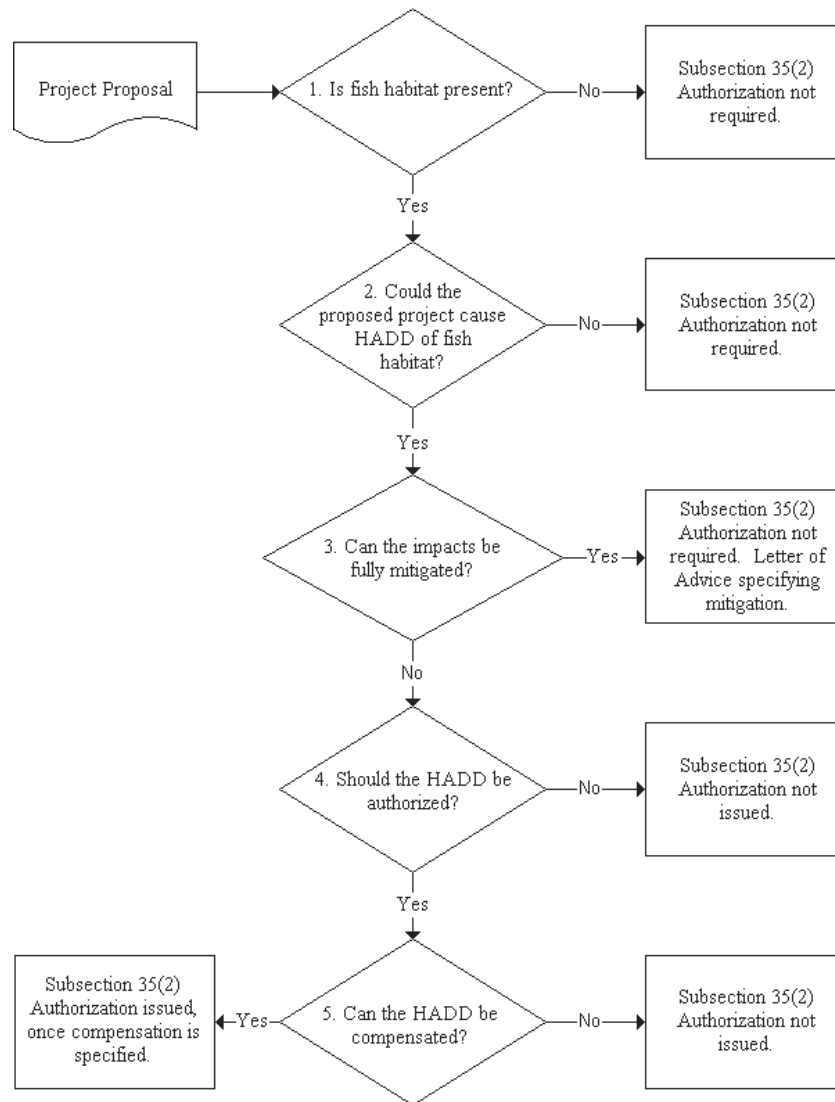 Project Proposal
1. Is fish habitat present?
No
Subsection 35(2)
Authorization not
required.
Yes
2. Could the
proposed project cause
HADD of fish
habitat?
No
Subsection 35(2)
Authorization not
required.
Yes
3. Can the impacts be
fully mitigated?
Yes
Subsection 35(2)
Authorization not
required. Letter of
Advice specifying
mitigation.
No
4. Should the HADD be
authorized?
No
Subsection 35(2)
Authorization not
issued.
Yes
5. Can the HADD be
compensated?
Yes
Subsection 35(2)
Authorization issued,
once compensation is
specified.
No
Subsection 35(2)
Authorization not
issued.